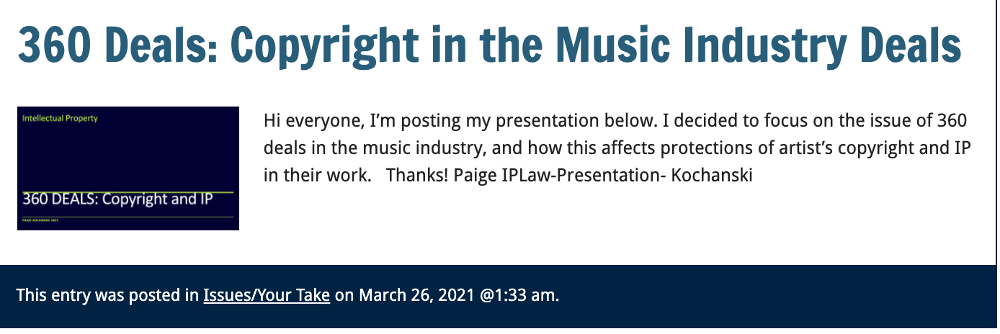 360 Deals: Copyright in the Music Industry Deals
Intellectual Property
360 DEALS: Copyright and IP
PAIGE KOCHANSKI 2021
Hi everyone, I’m posting my presentation below. I decided to focus on the issue of 360
deals in the music industry, and how this affects protections of artist’s copyright and IP
in their work.   Thanks! Paige IPLaw-Presentation- Kochanski
This entry was posted in Issues/Your Take on March 26, 2021 @1:33 am.